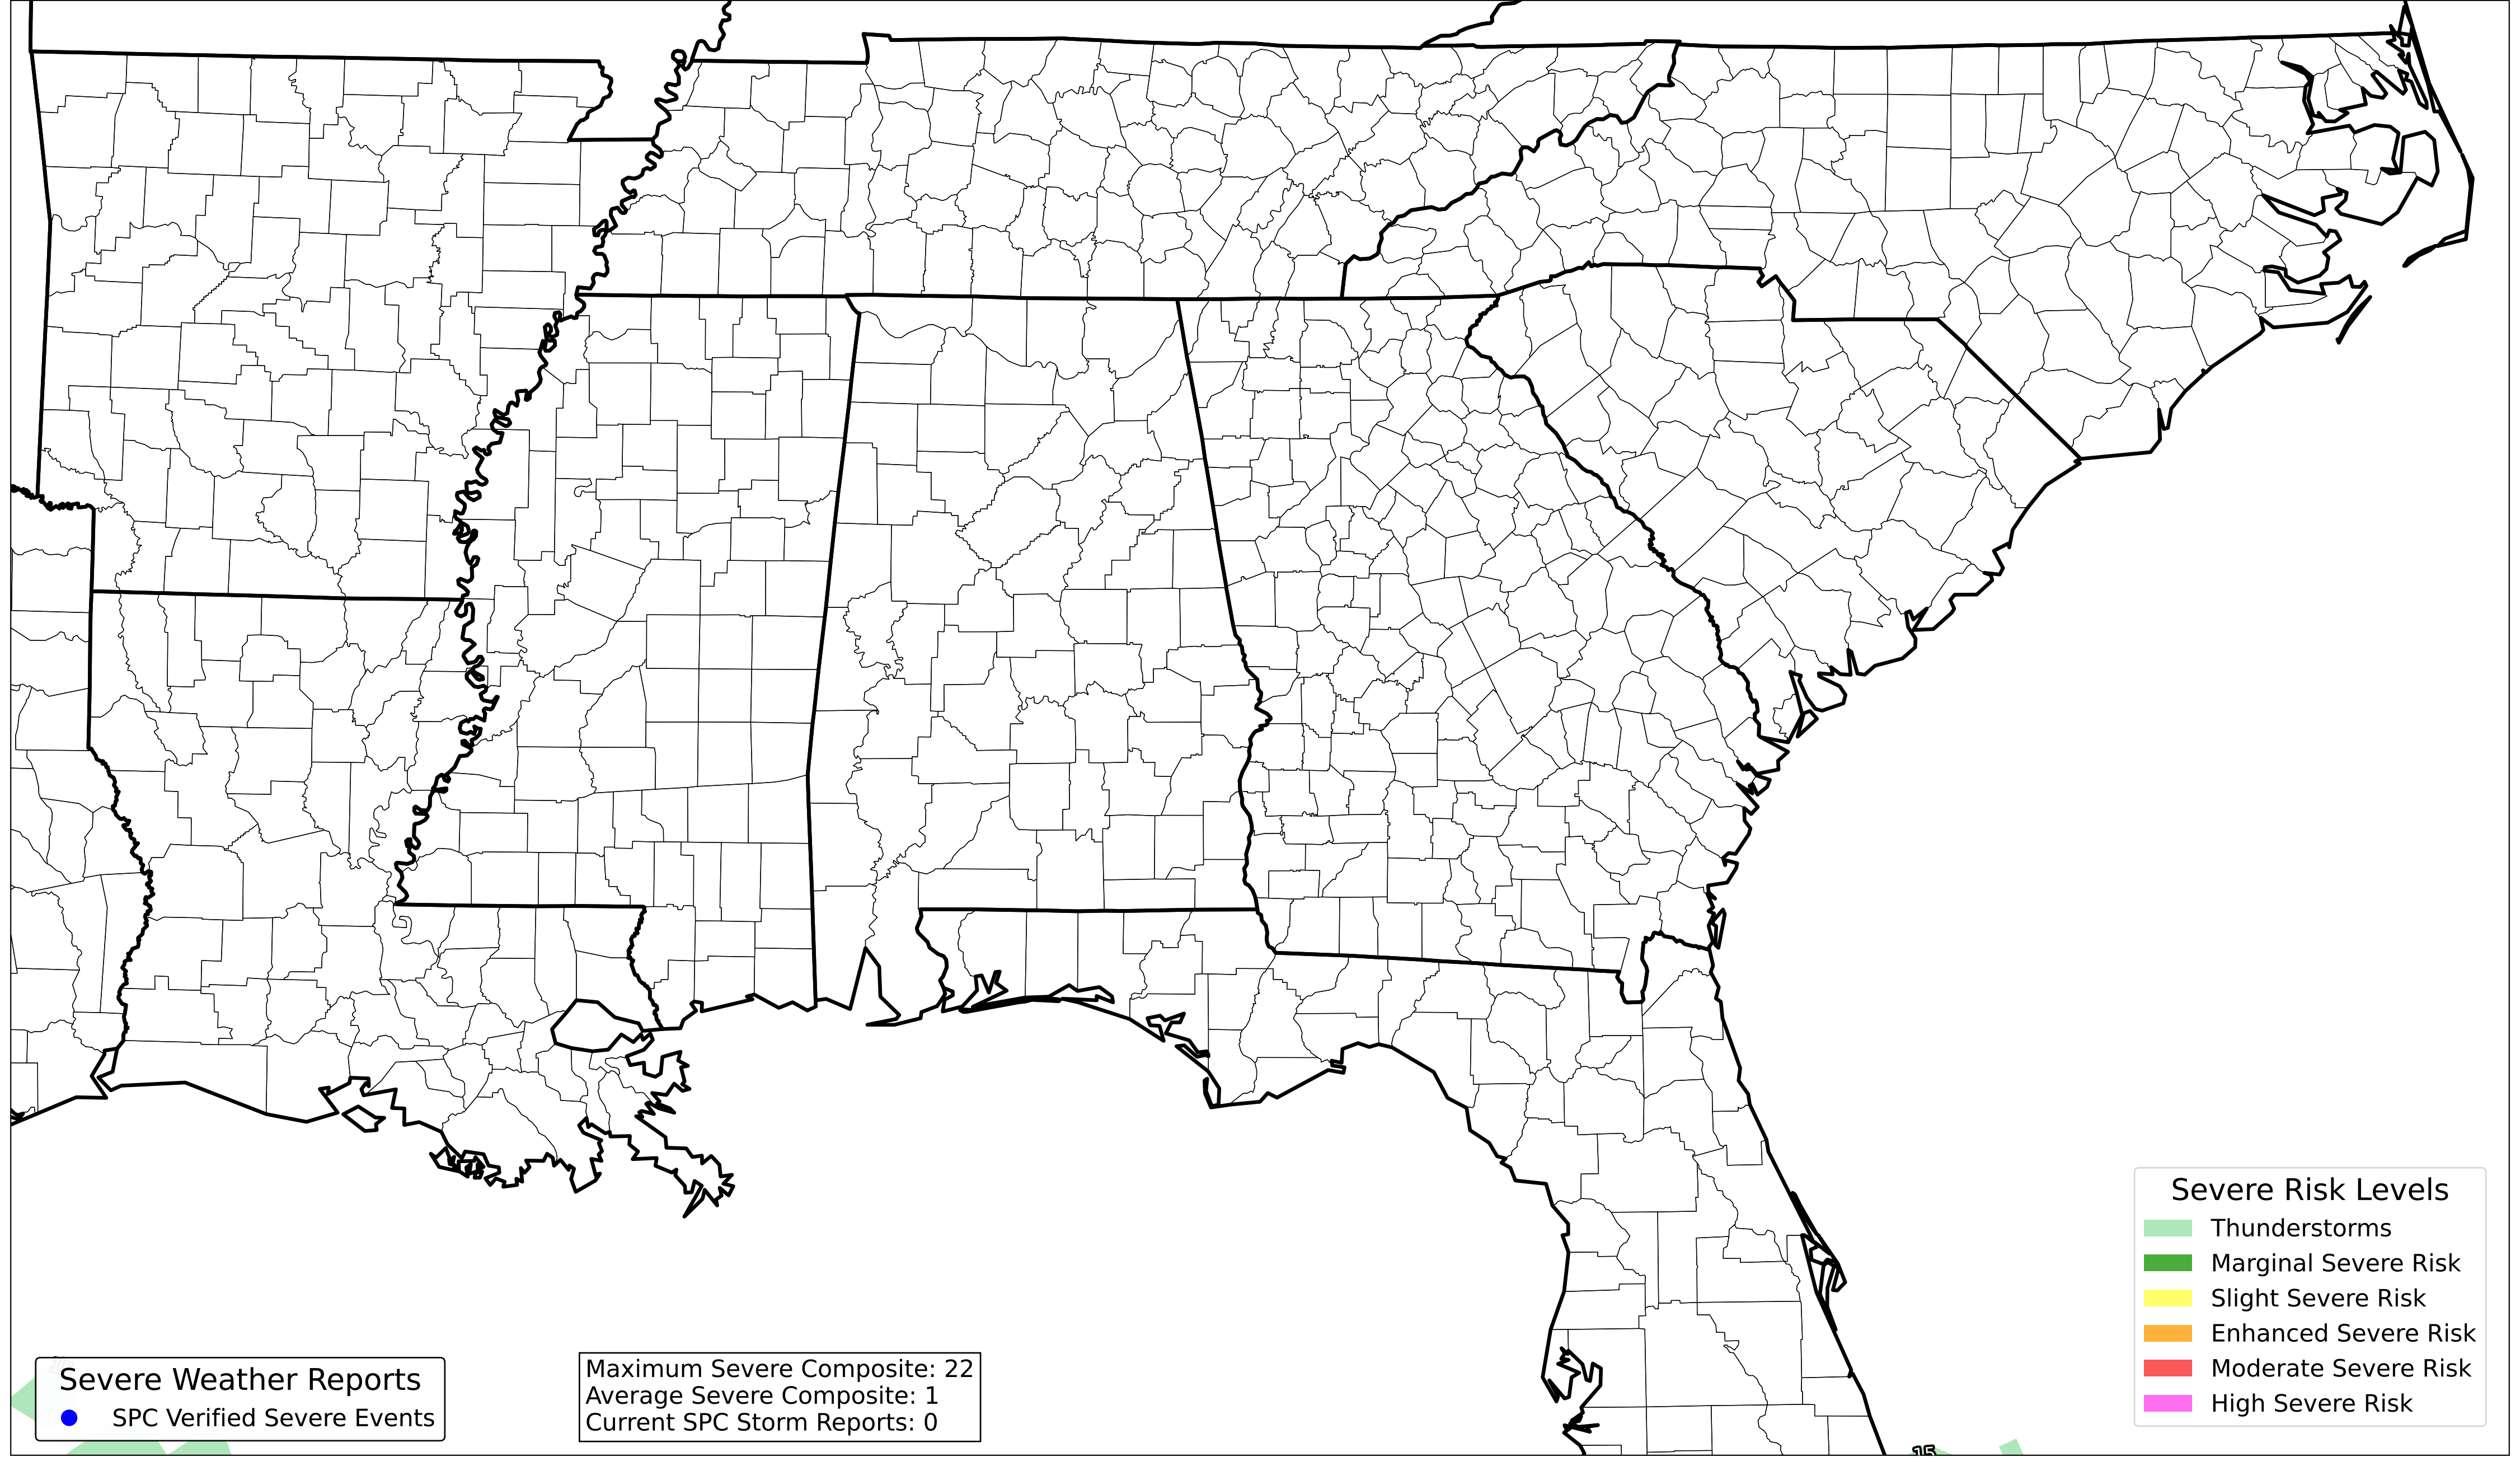 Severe Weather Reports
SPC Verified Severe Events
Maximum Severe Composite: 22
Average Severe Composite: 1
Current SPC Storm Reports: 0
Severe Risk Levels
Thunderstorms
Marginal Severe Risk
Slight Severe Risk
Enhanced Severe Risk
Moderate Severe Risk
High Severe Risk
15